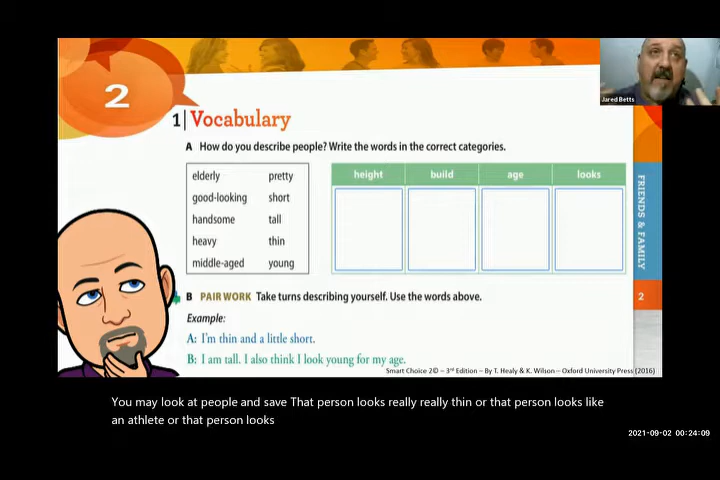 2
Jared Betts
1 Vocabulary
A How do you describe people? Write the words in the correct categories.
elderly pretty
good-looking short
handsome tall
heavy thin
middle-aged young
height build age looks
FRIENDS & FAMILY
2
B PAIR WORK Take turns describing yourself. Use the words above.
Example:
A: I'm thin and a little short.
B: I am tall. I also think I look young for my age.
Smart Choice 2© – 3rd Edition – By T. Healy & K. Wilson – Oxford University Press (2016)
You may look at people and save That person looks really really thin or that person looks like
an athlete or that person looks
2021-09-02 00:24:09